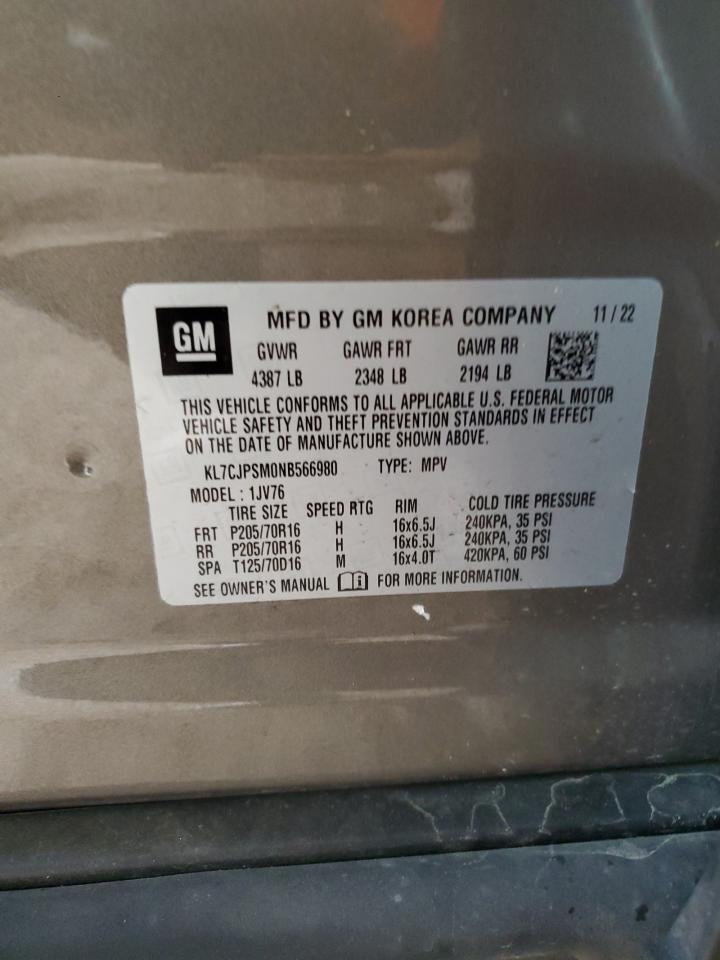 GM MFD BY GM KOREA COMPANY 11/22
GVWR GAWR FRT GAWR RR
4387 LB 2348 LB 2194 LB
THIS VEHICLE CONFORMS TO ALL APPLICABLE U.S. FEDERAL MOTOR
VEHICLE SAFETY AND THEFT PREVENTION STANDARDS IN EFFECT
ON THE DATE OF MANUFACTURE SHOWN ABOVE.
KL7CJPSM0NB566980 TYPE: MPV
MODEL : 1JV76
TIRE SIZE SPEED RTG RIM COLD TIRE PRESSURE
FRT P205/70R16 H 16x6.5J 240KPA, 35 PSI
RR P205/70R16 H 16x6.5J 240KPA, 35 PSI
SPA T125/70D16 M 16x4.0T 420KPA, 60 PSI
SEE OWNER'S MANUAL FOR MORE INFORMATION.